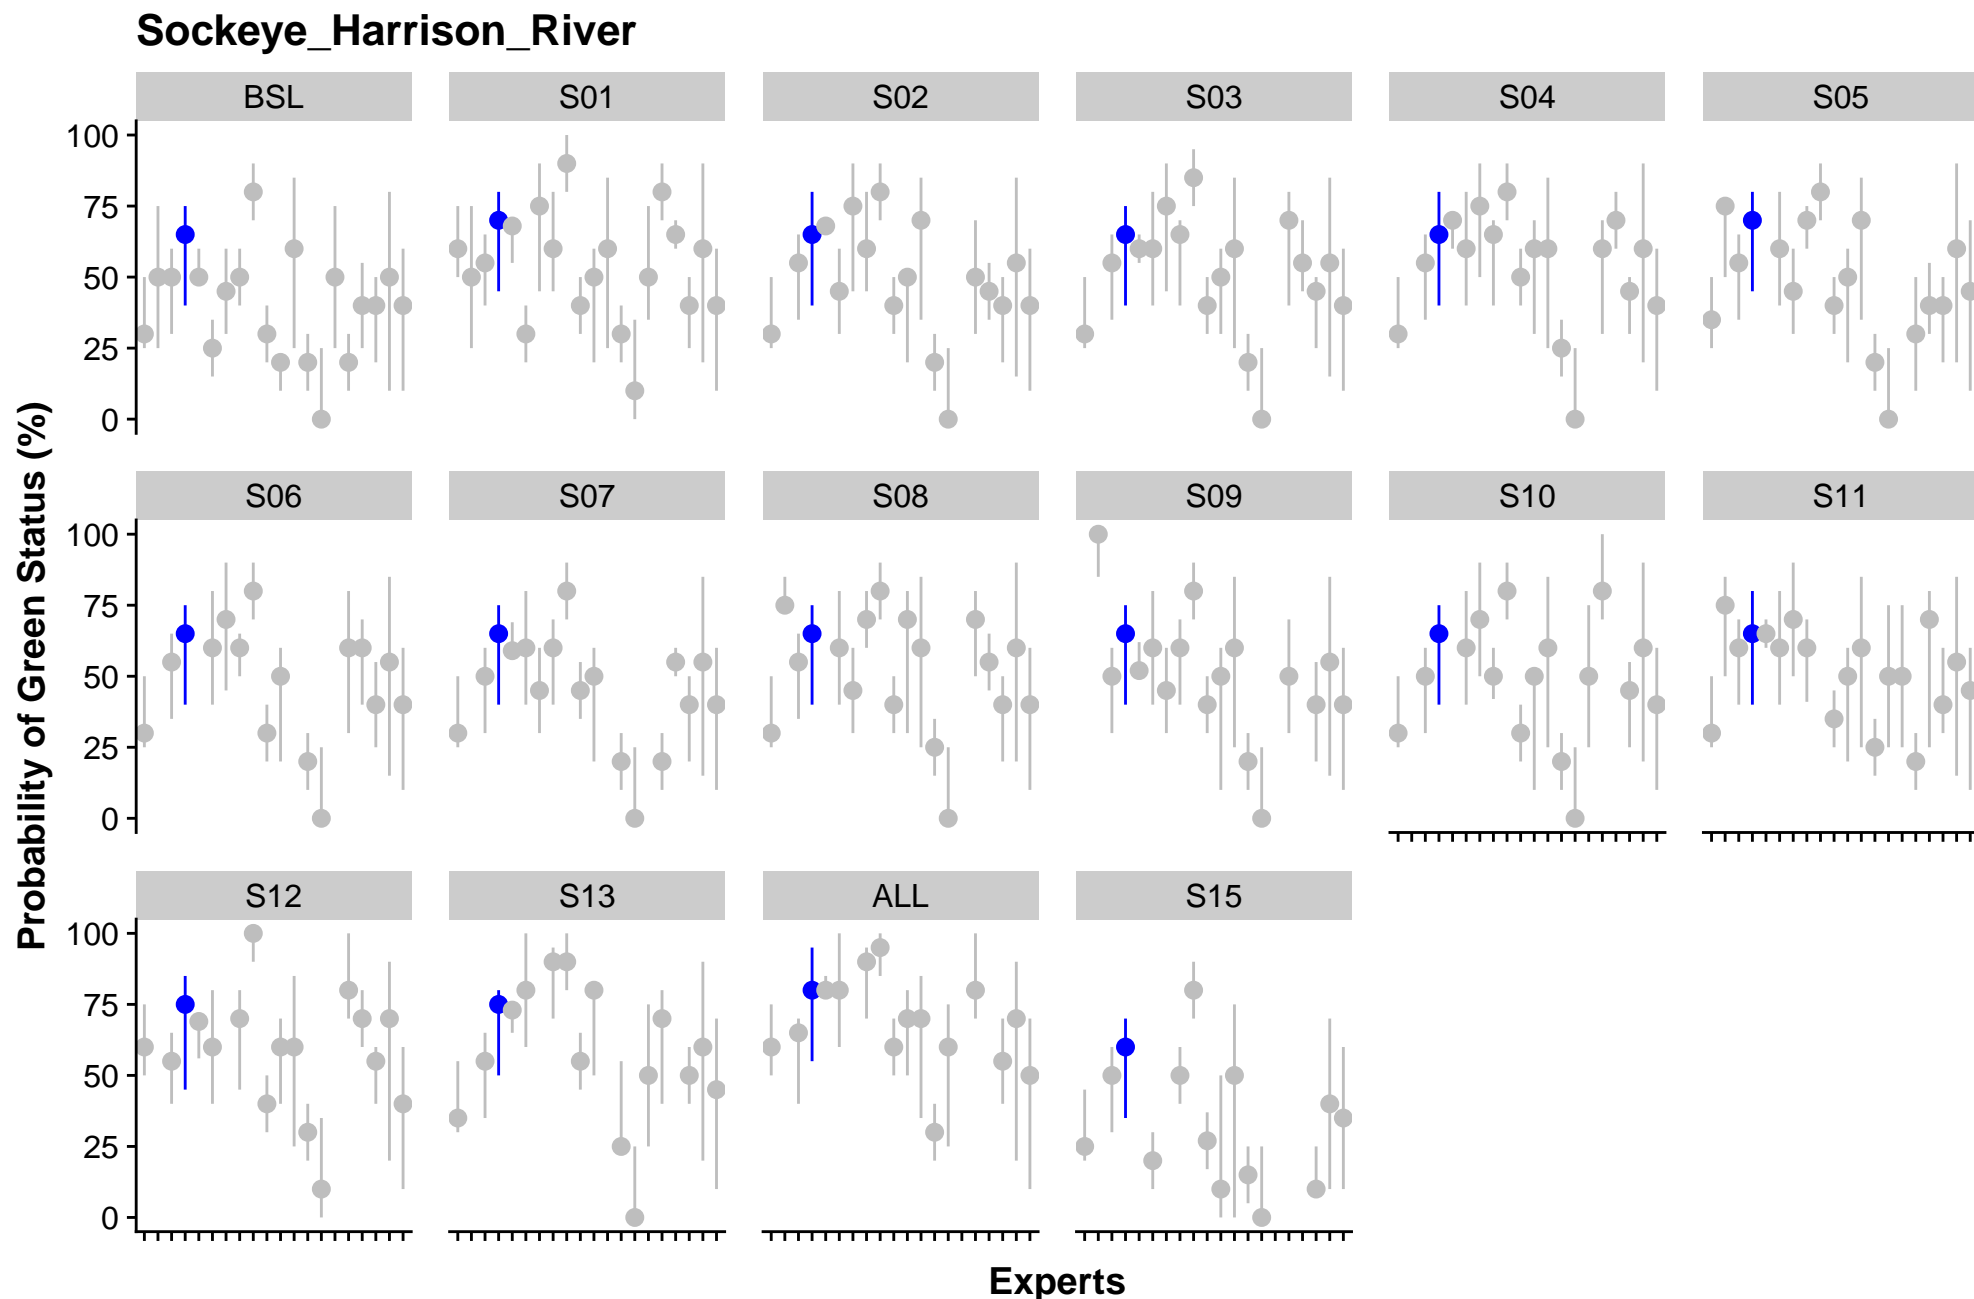 Sockeye_Harrison_River
BSL S01 S02 S03 S04 S05
100
75
50
25
0
S06 S07 S08 S09 S10 S11
100
75
50
25
0
S12 S13 ALL S15
100
75
50
25
0
Probability of Green Status (%)
Experts